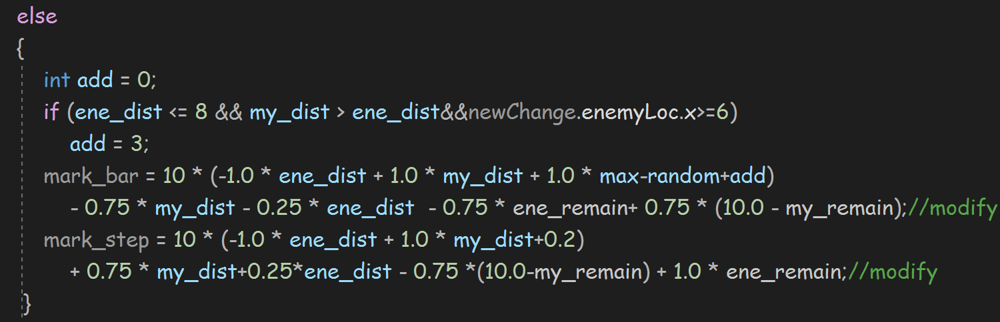 else
{
int add = 0;
if (ene_dist <= 8 && my_dist > ene_dist&&newChange.enemyLoc.x>=6)
add = 3;
mark_bar = 10 * (-1.0 * ene_dist + 1.0 * my_dist + 1.0 * max-random+add)
- 0.75 * my_dist - 0.25 * ene_dist  - 0.75 * ene_remain+ 0.75 * (10.0 - my_remain);//modify
mark_step = 10 * (-1.0 * ene_dist + 1.0 * my_dist+0.2)
+ 0.75 * my_dist+0.25*ene_dist - 0.75 *(10.0-my_remain) + 1.0 * ene_remain;//modify
}